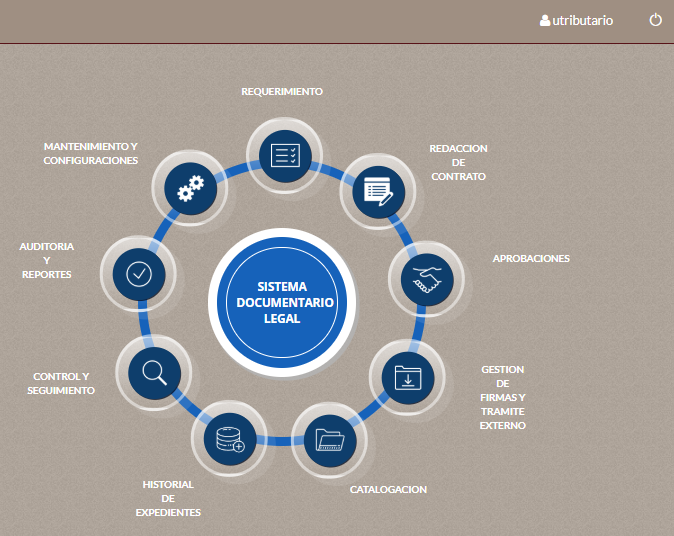 utributario
REQUERIMIENTO
MANTENIMIENTO Y
CONFIGURACIONES
REDACCION
DE
CONTRATO
AUDITORIA
Y
REPORTES
APROBACIONES
SISTEMA
DOCUMENTARIO
LEGAL
CONTROL Y
SEGUIMIENTO
GESTION
DE
FIRMAS Y
TRAMITE
EXTERNO
HISTORIAL
DE
EXPEDIENTES
CATALOGACION